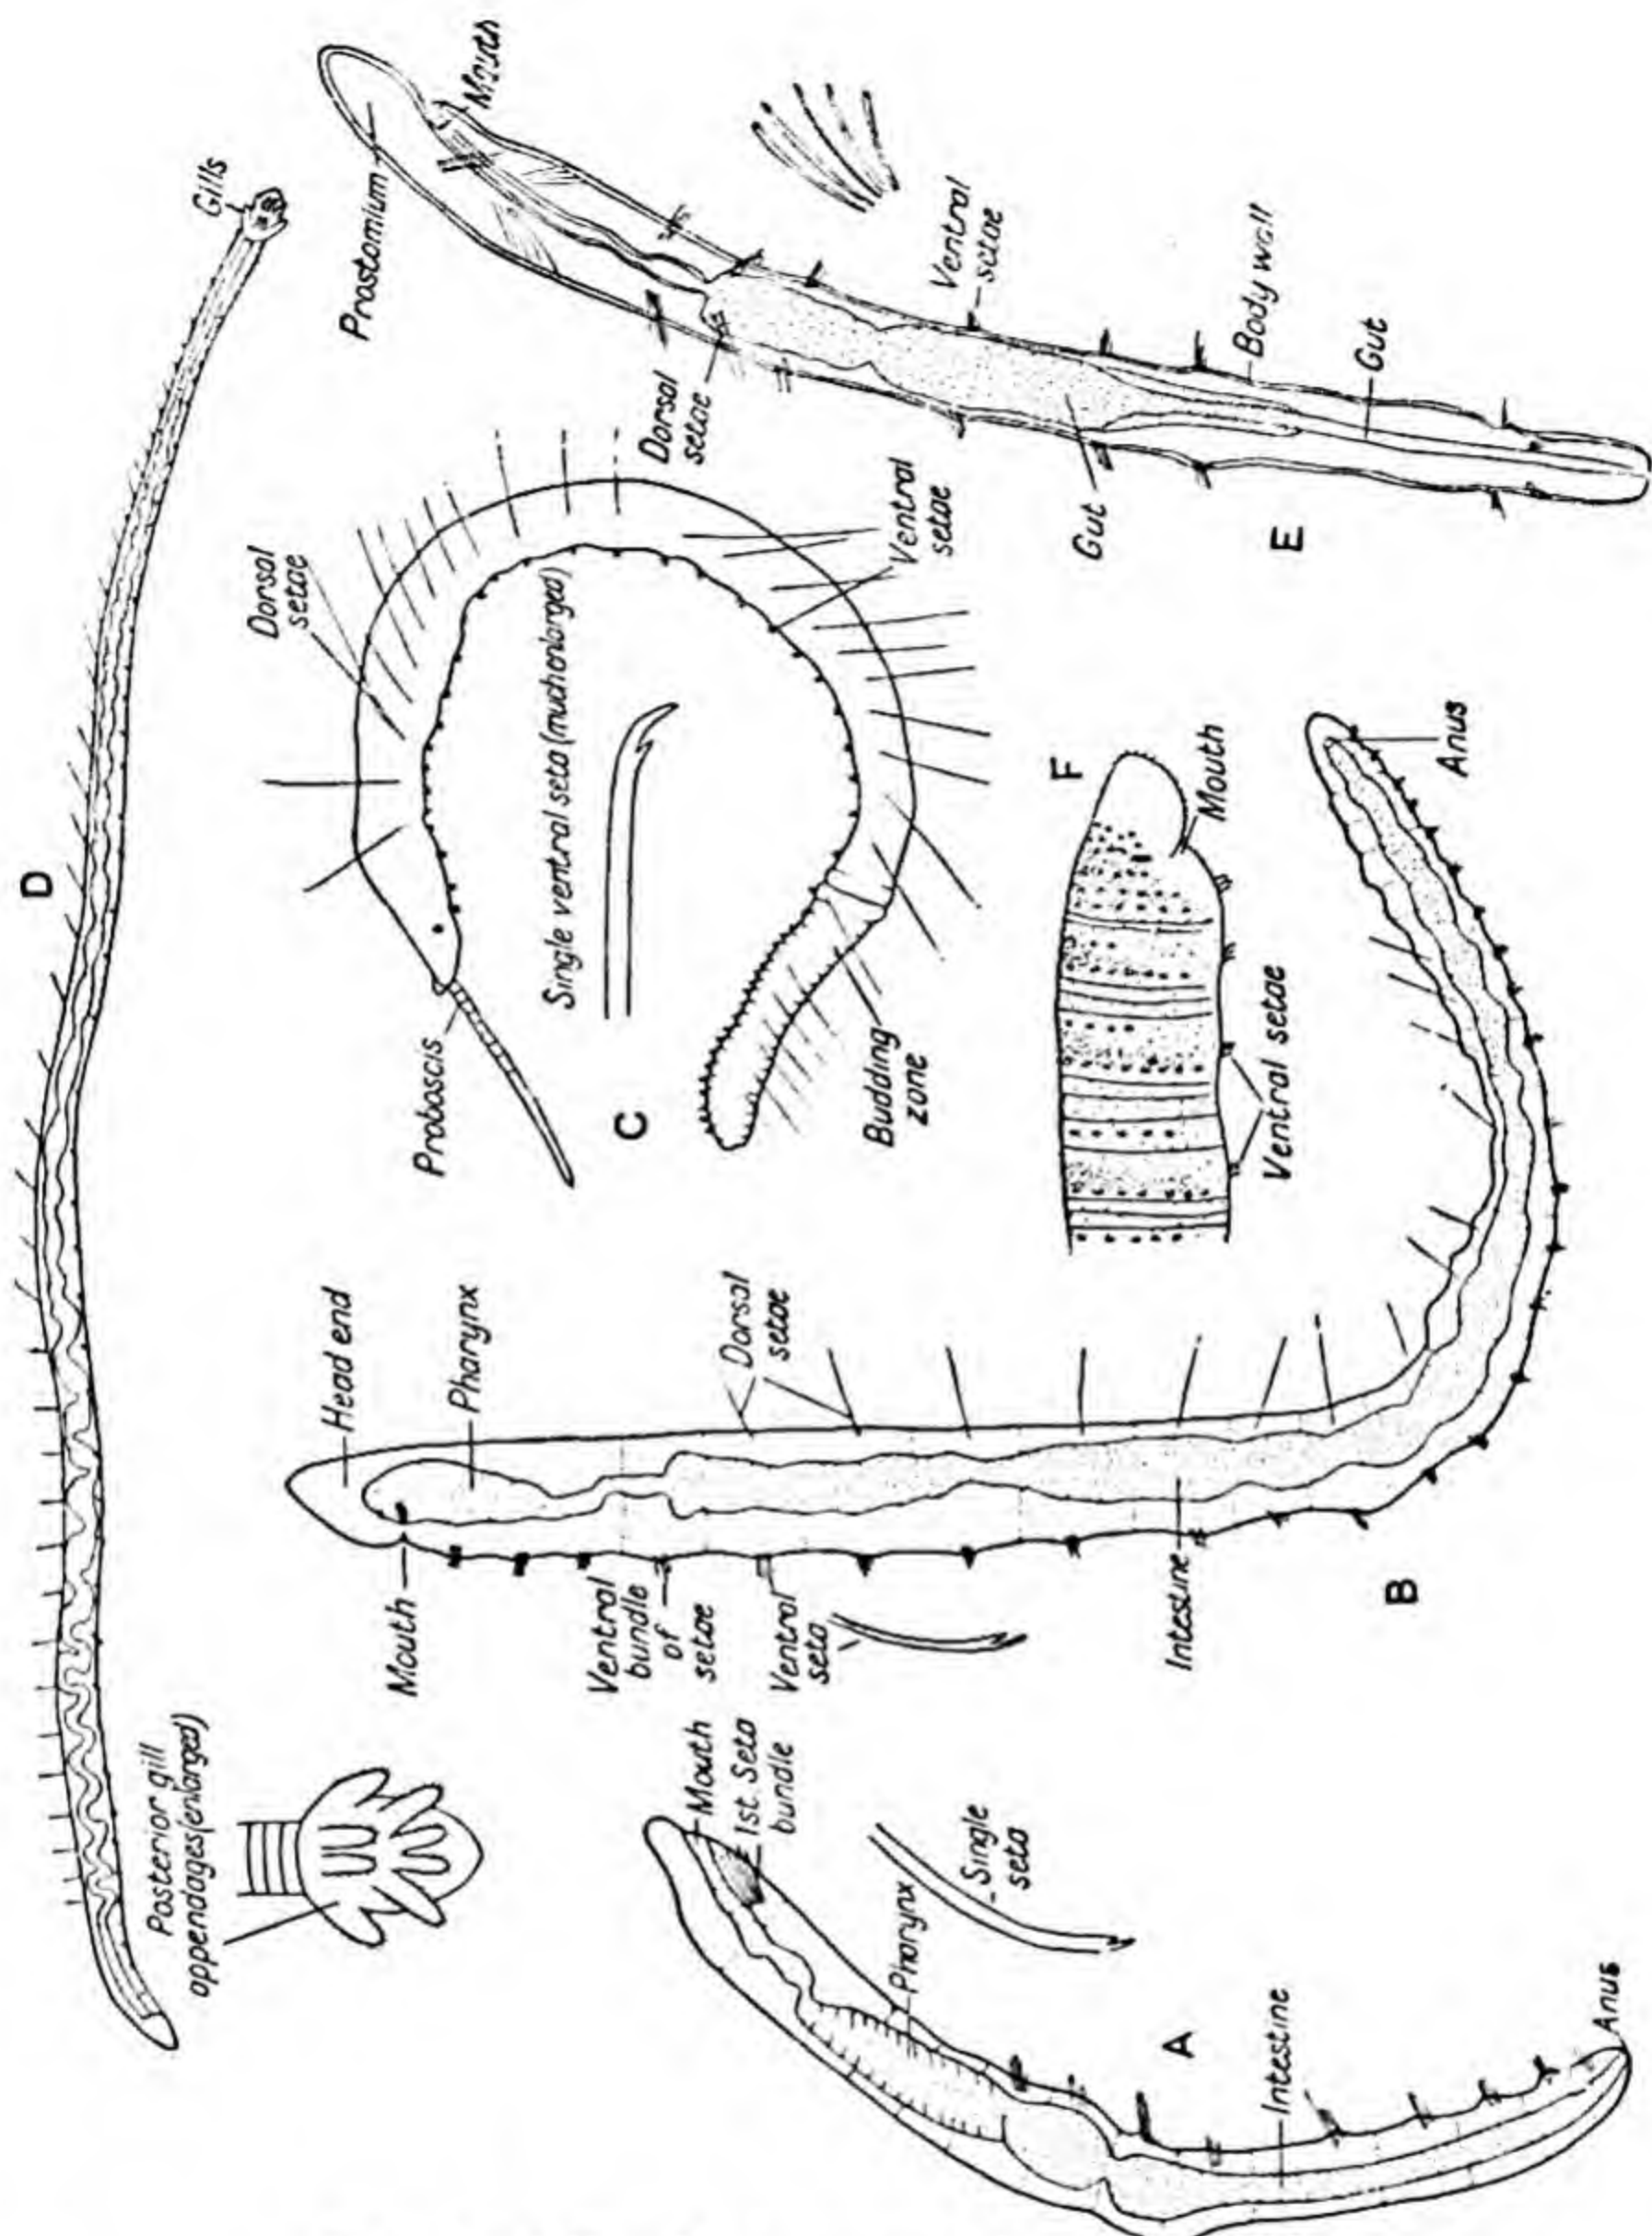 D
Gills
Posterior gill
appendages(enlarged)
Head end
Pharynx
Mouth
Ventral
bundle
of
setae
Ventral
seta
Dorsal
setae
Intestine
Anus
B
Dorsal
setae
Proboscis
Single ventral seta (much enlarged)
C
Budding
zone
Ventral
setae
Prostomium
Mouth
Dorsal
setae
Ventral
setae
Gut
Body wall
Gut
E
F
Mouth
Ventral setae
Mouth
1st. Seta
bundle
Pharynx
Single
seta
A
Intestine
Anus